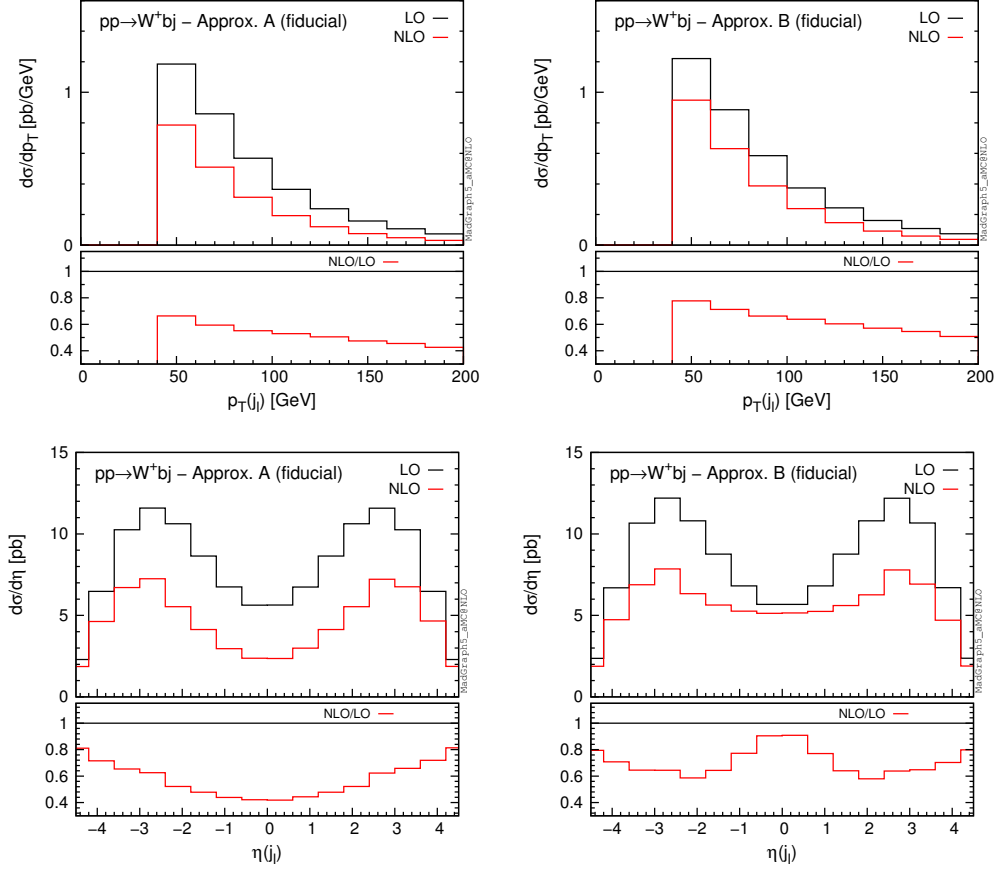 pp→W⁺bj − Approx. A (fiducial)
LO
NLO
dσ/dp_T [pb/GeV]
1
0
MadGraph5_aMC@NLO
NLO/LO
1
0.8
0.6
0.4
0 50 100 150 200
p_T(j_l) [GeV]
pp→W⁺bj − Approx. B (fiducial)
LO
NLO
dσ/dp_T [pb/GeV]
1
0
MadGraph5_aMC@NLO
NLO/LO
1
0.8
0.6
0.4
0 50 100 150 200
p_T(j_l) [GeV]
pp→W⁺bj − Approx. A (fiducial)
LO
NLO
dσ/dη [pb]
15
10
5
0
MadGraph5_aMC@NLO
NLO/LO
1
0.8
0.6
0.4
−4 −3 −2 −1 0 1 2 3 4
η(j_l)
pp→W⁺bj − Approx. B (fiducial)
LO
NLO
dσ/dη [pb]
15
10
5
0
MadGraph5_aMC@NLO
NLO/LO
1
0.8
0.6
0.4
−4 −3 −2 −1 0 1 2 3 4
η(j_l)